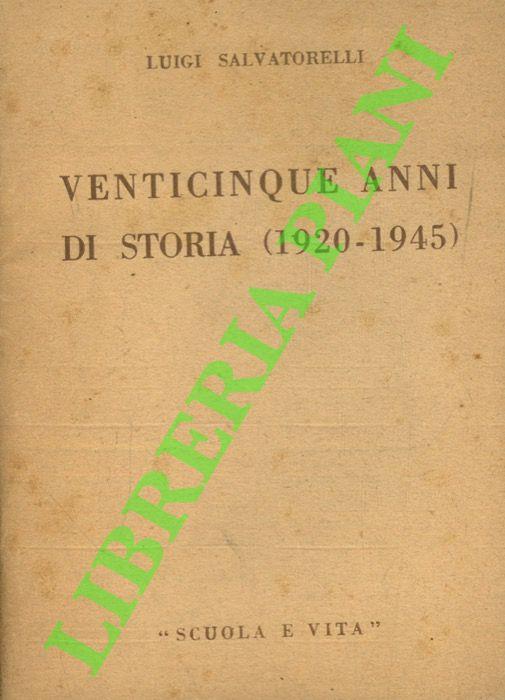 LUIGI SALVATORELLI
VENTICINQUE ANNI
DI STORIA (1920-1945)
"SCUOLA E VITA"
LIBRERIA PIANI